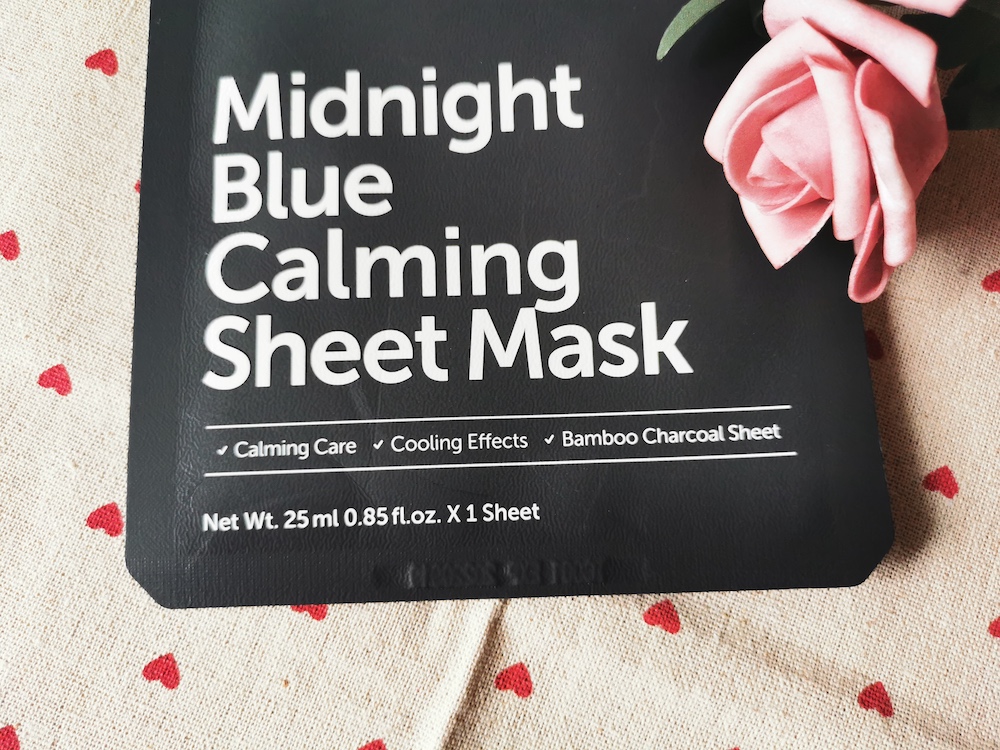 Midnight
Blue
Calming
Sheet Mask
✓ Calming Care ✓ Cooling Effects ✓ Bamboo Charcoal Sheet
Net Wt. 25 ml 0.85 fl.oz. X 1 Sheet